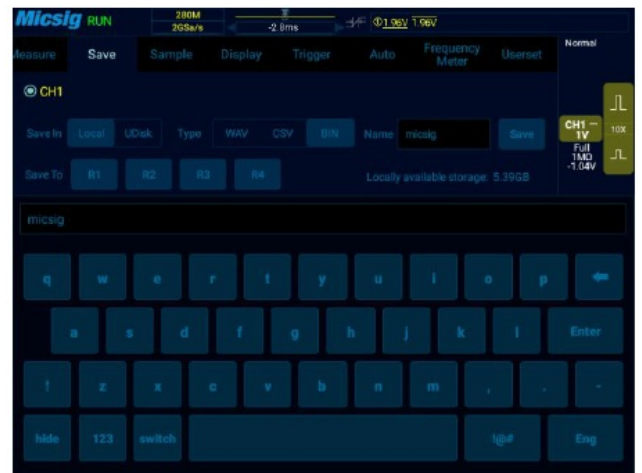 Micsig RUN 280M 2GSa/s -2.8ms ①1.96V 1.96V
Measure Save Sample Display Trigger Auto Frequency Meter Userset
Normal
CH1
Save In Local UDisk Type WAV CSV BIN Name micsig Save
Save To R1 R2 R3 R4 Locally available storage: 5.39GB
CH1
1V
Full
1MΩ
-1.04V
10X
micsig
q w e r t y u i o p
a s d f g h j k l Enter
z x c v b n m , . -
hide 123 switch !@# Eng